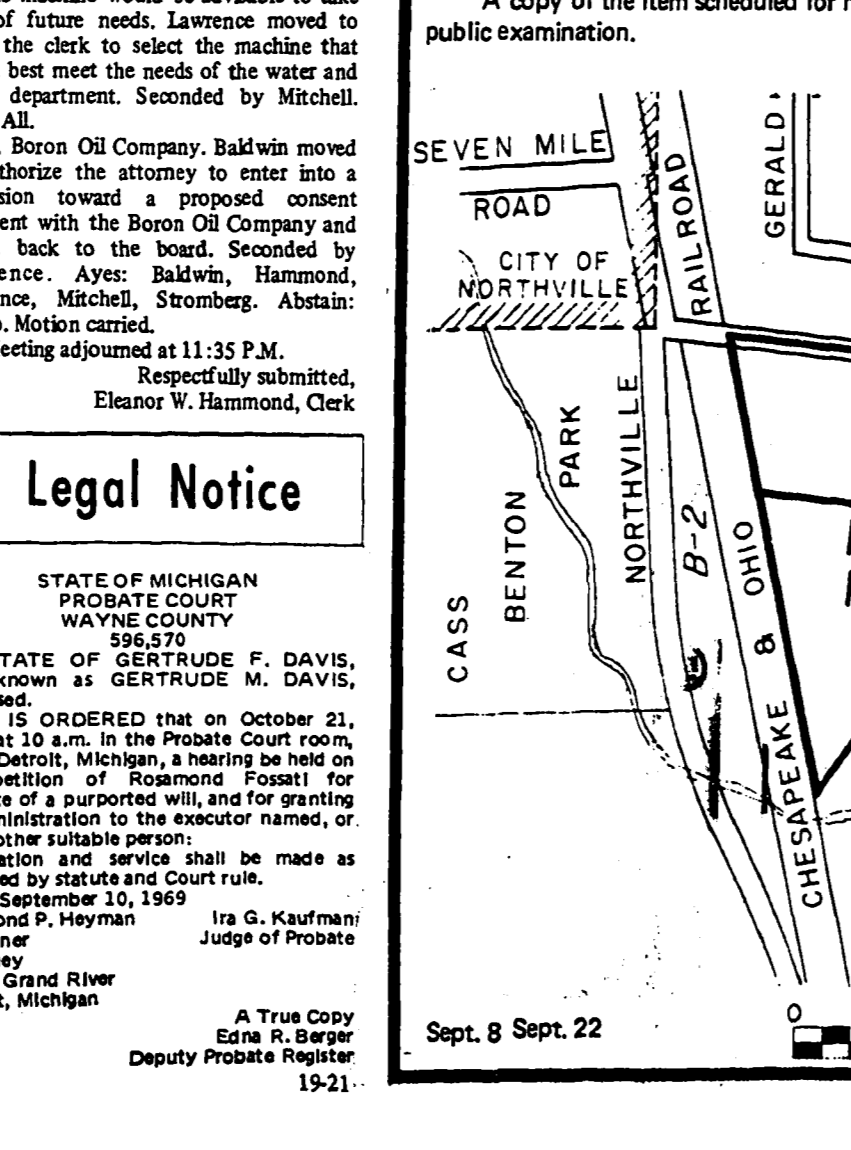 of future needs. Lawrence moved to
the clerk to select the machine that
best meet the needs of the water and
department. Seconded by Mitchell.
All.
Boron Oil Company. Baldwin moved
thorize the attorney to enter into a
sion toward a proposed consent
ent with the Boron Oil Company and
back to the board. Seconded by
ence. Ayes: Baldwin, Hammond,
nce, Mitchell, Stromberg. Abstain:
. Motion carried.
eeting adjourned at 11:35 P.M.
Respectfully submitted,
Eleanor W. Hammond, Clerk
Legal Notice
STATE OF MICHIGAN
PROBATE COURT
WAYNE COUNTY
596,570
TATE OF GERTRUDE F. DAVIS,
known as GERTRUDE M. DAVIS,
sed.
IS ORDERED that on October 21,
at 10 a.m. in the Probate Court room,
Detroit, Michigan, a hearing be held on
petition of Rosamond Fossati for
e of a purported will, and for granting
ministration to the executor named, or
other suitable person:
ation and service shall be made as
ed by statute and Court rule.
September 10, 1969
ond P. Heyman Ira G. Kaufman
ner Judge of Probate
ey
Grand River
t, Michigan
A True Copy
Edna R. Berger
Deputy Probate Register
19-21
A copy of the item scheduled for
public examination.
SEVEN MILE
ROAD
CITY OF
NORTHVILLE
RAILROAD
GERALD
CASS
BENTON
PARK
NORTHVILLE
B-2
CHESAPEAKE & OHIO
0
Sept. 8 Sept. 22